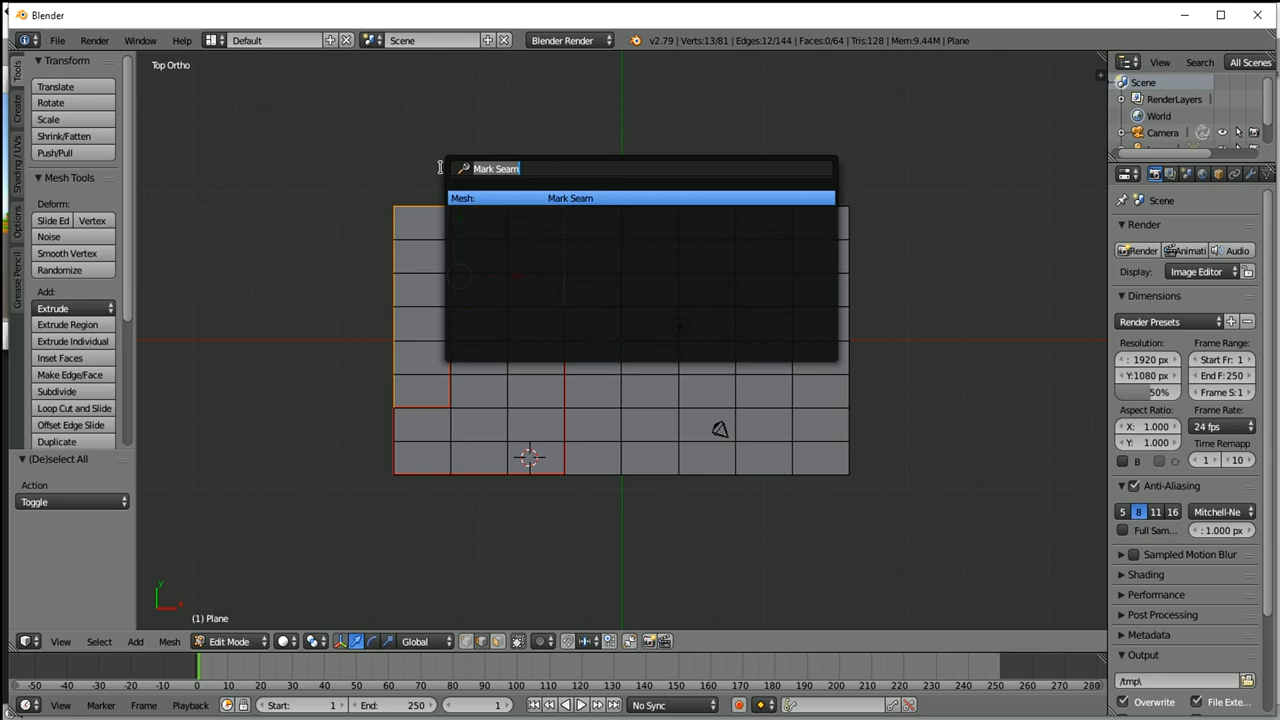 Blender
File Render Window Help Default Scene Blender Render v2.79 | Verts:13/81 | Edges:12/144 | Faces:0/64 | Tris:128 | Mem:9.44M | Plane
View Search All Scenes
Tools
Create
Shading / UVs
Options
Grease Pencil
Transform
Translate
Rotate
Scale
Shrink/Fatten
Push/Pull
Mesh Tools
Deform:
Slide Ed Vertex
Noise
Smooth Vertex
Randomize
Add:
Extrude
Extrude Region
Extrude Individual
Inset Faces
Make Edge/Face
Subdivide
Loop Cut and Slide
Offset Edge Slide
Duplicate
(De)select All
Action
Toggle
Top Ortho
Mark Seam
Mesh: Mark Seam
y
x
(1) Plane
View Select Add Mesh Edit Mode Global
Scene
RenderLayers
World
Camera
Scene
Render
Render Animati Audio
Display: Image Editor
Dimensions
Render Presets
Resolution: Frame Range:
: 1920 px Start Fr: 1
Y:1080 px End F: 250
50% Frame S: 1
Aspect Ratio: Frame Rate:
X: 1.000 24 fps
Y: 1.000 Time Remapp
B Cr 1 10
Anti-Aliasing
5 8 11 16 Mitchell-Ne
Full Sam... : 1.000 px
Sampled Motion Blur
Shading
Performance
Post Processing
Metadata
Output
/tmp\
Overwrite File Exte...
-50 -40 -30 -20 -10 0 10 20 30 40 50 60 70 80 90 100 110 120 130 140 150 160 170 180 190 200 210 220 230 240 250 260 270 280
View Marker Frame Playback Start: 1 End: 250 1 No Sync